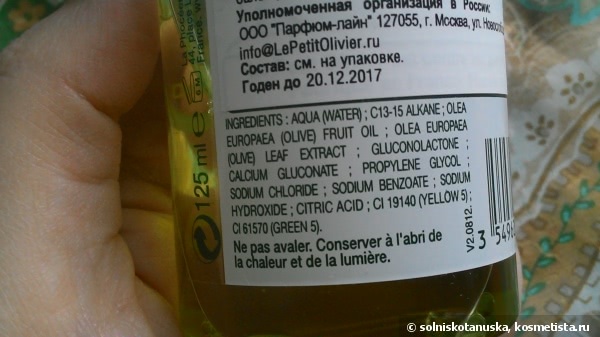 Уполномоченная организация в России:
ООО "Парфюм-лайн" 127055, г. Москва, ул.
info@LePetitOlivier.ru
Состав: см. на упаковке.
Годен до 20.12.2017
INGREDIENTS : AQUA (WATER) ; C13-15 ALKANE ; OLEA
EUROPAEA (OLIVE) FRUIT OIL ; OLEA EUROPAEA
(OLIVE) LEAF EXTRACT ; GLUCONOLACTONE ;
CALCIUM GLUCONATE ; PROPYLENE GLYCOL ;
SODIUM CHLORIDE ; SODIUM BENZOATE ; SODIUM
HYDROXIDE ; CITRIC ACID ; CI 19140 (YELLOW 5) ;
CI 61570 (GREEN 5).
Ne pas avaler. Conserver à l'abri de
la chaleur et de la lumière.
125 ml e
6 M
44, place
France.
V2.0812.
© solniskotanuska, kosmetista.ru